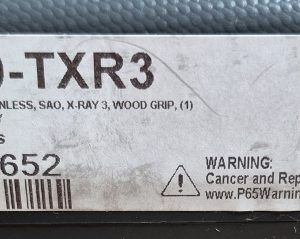 )-TXR3
NLESS, SAO, X-RAY 3, WOOD GRIP, (1)
Y
S
652
WARNING:
Cancer and Rep
www.P65Warnin